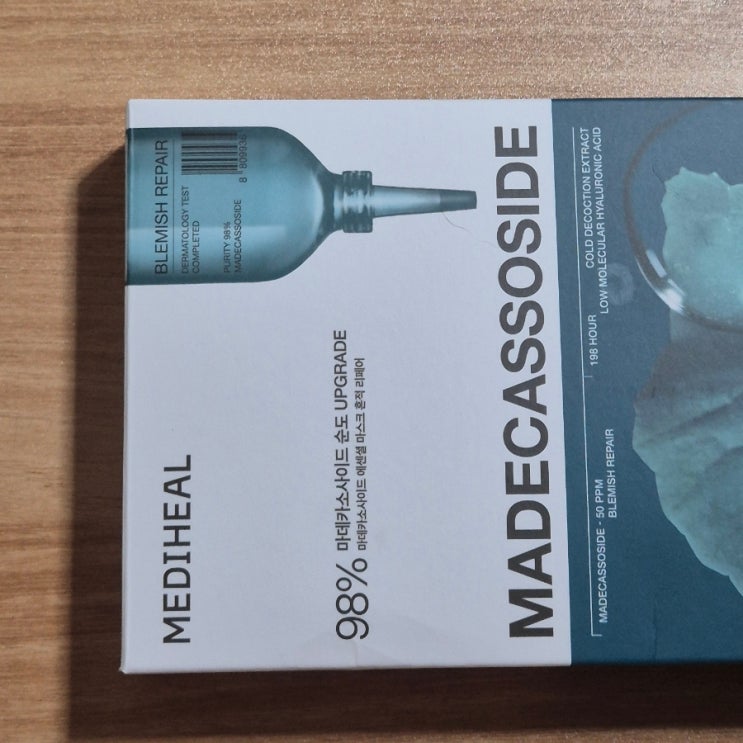 MEDIHEAL
BLEMISH REPAIR
DERMATOLOGY TEST
COMPLETED
PURITY 98%
MADECASSOSIDE
8 809936
98% 마데카소사이드 순도 UPGRADE
마데카소사이드 에센셜 마스크 흔적 리페어
MADECASSOSIDE
198 HOUR
COLD DECOCTION EXTRACT
LOW MOLECULAR HYALURONIC ACID
MADECASSOSIDE - 50 PPM
BLEMISH REPAIR